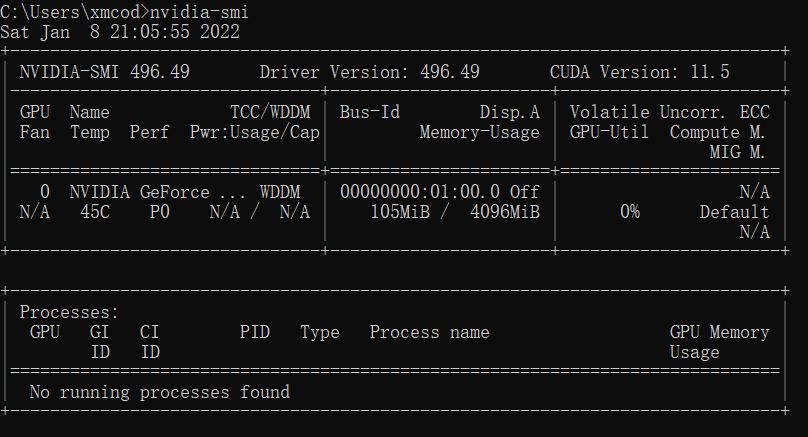 C:\Users\xmcod>nvidia-smi
Sat Jan  8 21:05:55 2022
+-----------------------------------------------------------------------------+
| NVIDIA-SMI 496.49       Driver Version: 496.49       CUDA Version: 11.5     |
|-------------------------------+----------------------+----------------------+
| GPU  Name            TCC/WDDM | Bus-Id        Disp.A | Volatile Uncorr. ECC |
| Fan  Temp  Perf  Pwr:Usage/Cap|         Memory-Usage | GPU-Util  Compute M. |
|                               |                      |               MIG M. |
|===============================+======================+======================|
|   0  NVIDIA GeForce ... WDDM  | 00000000:01:00.0 Off |                  N/A |
| N/A   45C    P0    N/A /  N/A |    105MiB /  4096MiB |      0%      Default |
|                               |                      |                  N/A |
+-------------------------------+----------------------+----------------------+

+-----------------------------------------------------------------------------+
| Processes:                                                                  |
|  GPU   GI   CI        PID   Type   Process name                  GPU Memory |
|        ID   ID                                                   Usage      |
|=============================================================================|
|  No running processes found                                                 |
+-----------------------------------------------------------------------------+